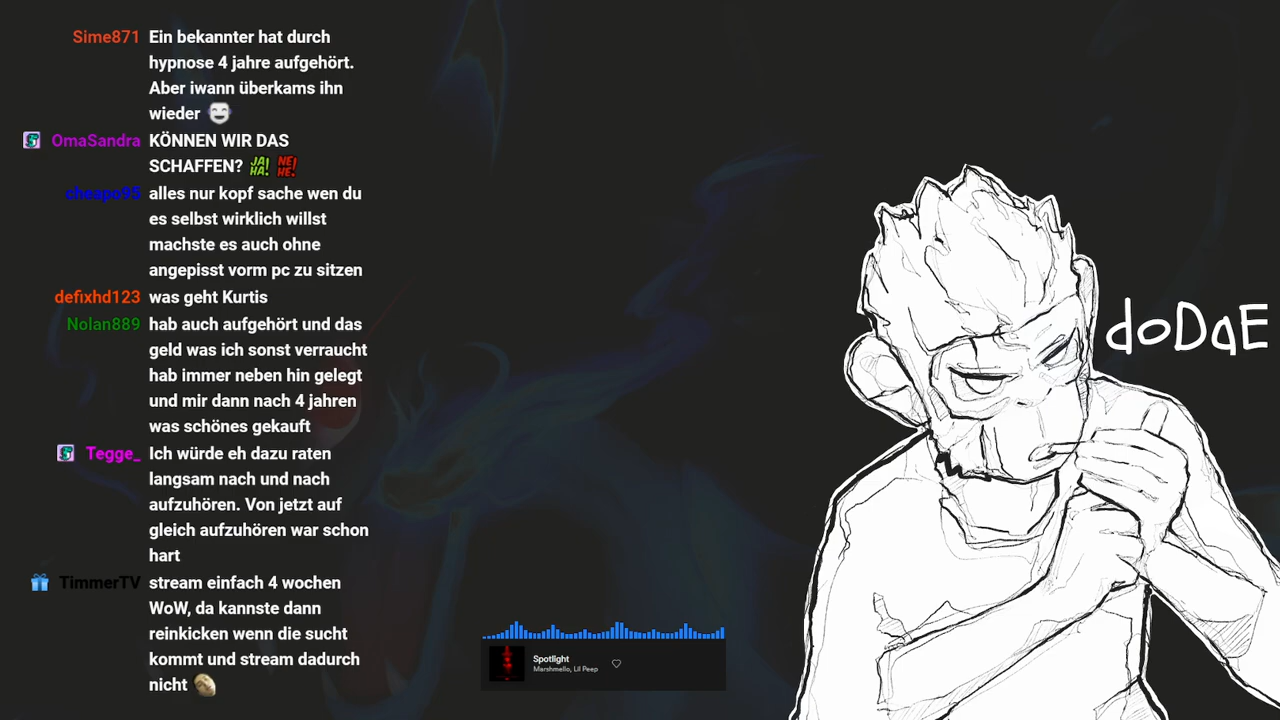 Sime871 Ein bekannter hat durch
hypnose 4 jahre aufgehört.
Aber iwann überkams ihn
wieder
OmaSandra KÖNNEN WIR DAS
SCHAFFEN? JA HA! NE HE!
cheapo95 alles nur kopf sache wen du
es selbst wirklich willst
machste es auch ohne
angepisst vorm pc zu sitzen
defixhd123 was geht Kurtis
Nolan889 hab auch aufgehört und das
geld was ich sonst verraucht
hab immer neben hin gelegt
und mir dann nach 4 jahren
was schönes gekauft
Tegge_ Ich würde eh dazu raten
langsam nach und nach
aufzuhören. Von jetzt auf
gleich aufzuhören war schon
hart
TimmerTV stream einfach 4 wochen
WoW, da kannste dann
reinkicken wenn die sucht
kommt und stream dadurch
nicht
Spotlight
Marshmello, Lil Peep
doDaE